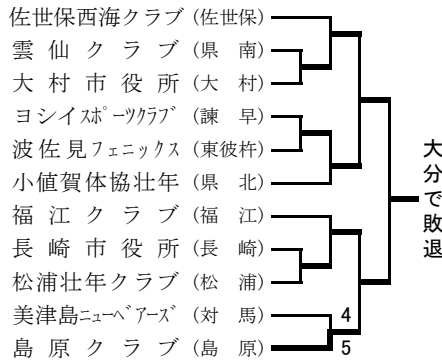 佐世保西海クラブ (佐世保)
雲仙クラブ (県 南)
大村市役所 (大 村)
ヨシイスポーツクラブ (諫 早)
波佐見フェニックス (東彼杵)
小値賀体協壮年 (県 北)
福江クラブ (福 江)
長崎市役所 (長 崎)
松浦壮年クラブ (松 浦)
美津島ニューベアーズ (対 馬) 4
島原クラブ (島 原) 5
大分で敗退